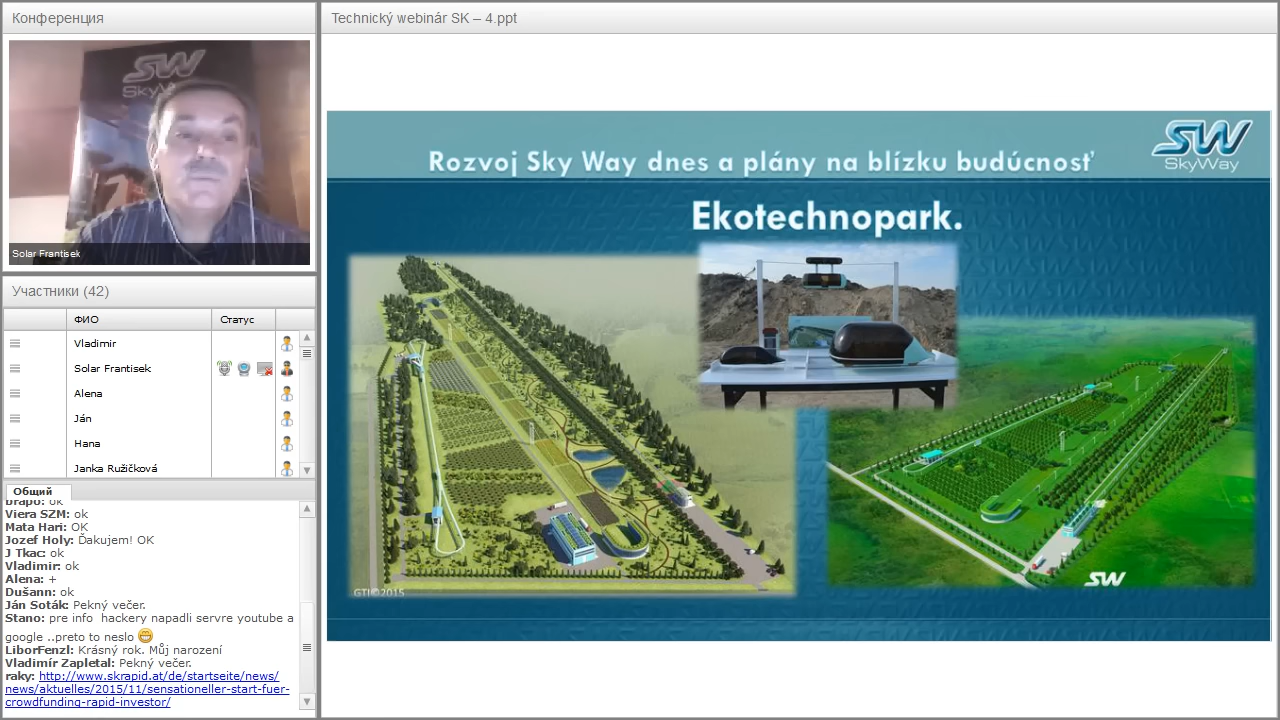 Конференция
SW
SkyWay
Solar Frantisek
Участники (42)
ФИО
Статус
Vladimir
Solar Frantisek
Alena
Ján
Hana
Janka Ružičková
Общий
Drapo: ok
Viera SZM: ok
Mata Hari: OK
Jozef Holy: Ďakujem! OK
J Tkac: ok
Vladimir: ok
Alena: +
Dušann: ok
Ján Soták: Pekný večer.
Stano: pre info hackery napadli servre youtube a
google ..preto to neslo
LiborFenzl: Krásný rok. Můj narození
Vladimír Zapletal: Pekný večer.
raky: http://www.skrapid.at/de/startseite/news/
news/aktuelles/2015/11/sensationeller-start-fuer-
crowdfunding-rapid-investor/
Technický webinár SK – 4.ppt
Rozvoj Sky Way dnes a plány na blízku budúcnosť
SW
SkyWay
Ekotechnopark.
GTI©2015
SW